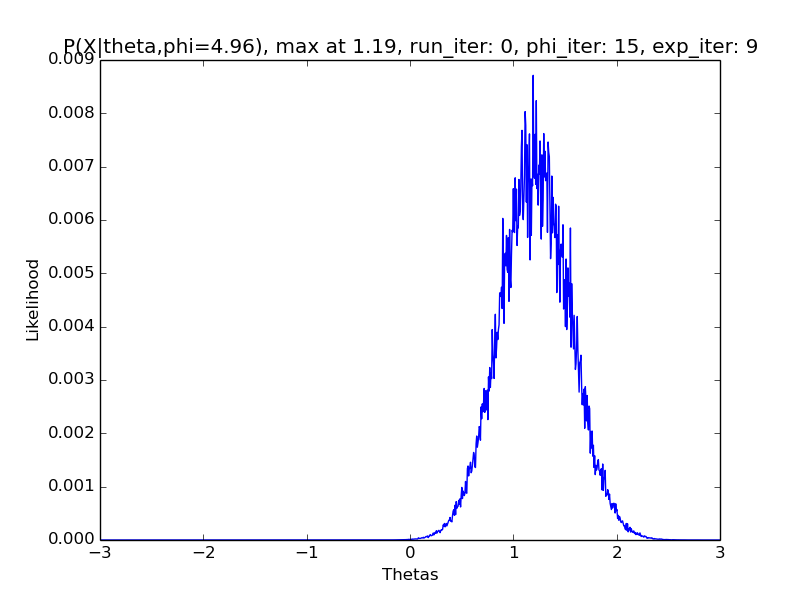 P(X|theta,phi=4.96), max at 1.19, run_iter: 0, phi_iter: 15, exp_iter: 9
0.009
0.008
0.007
0.006
0.005
0.004
0.003
0.002
0.001
0.000
Likelihood
−3 −2 −1 0 1 2 3
Thetas